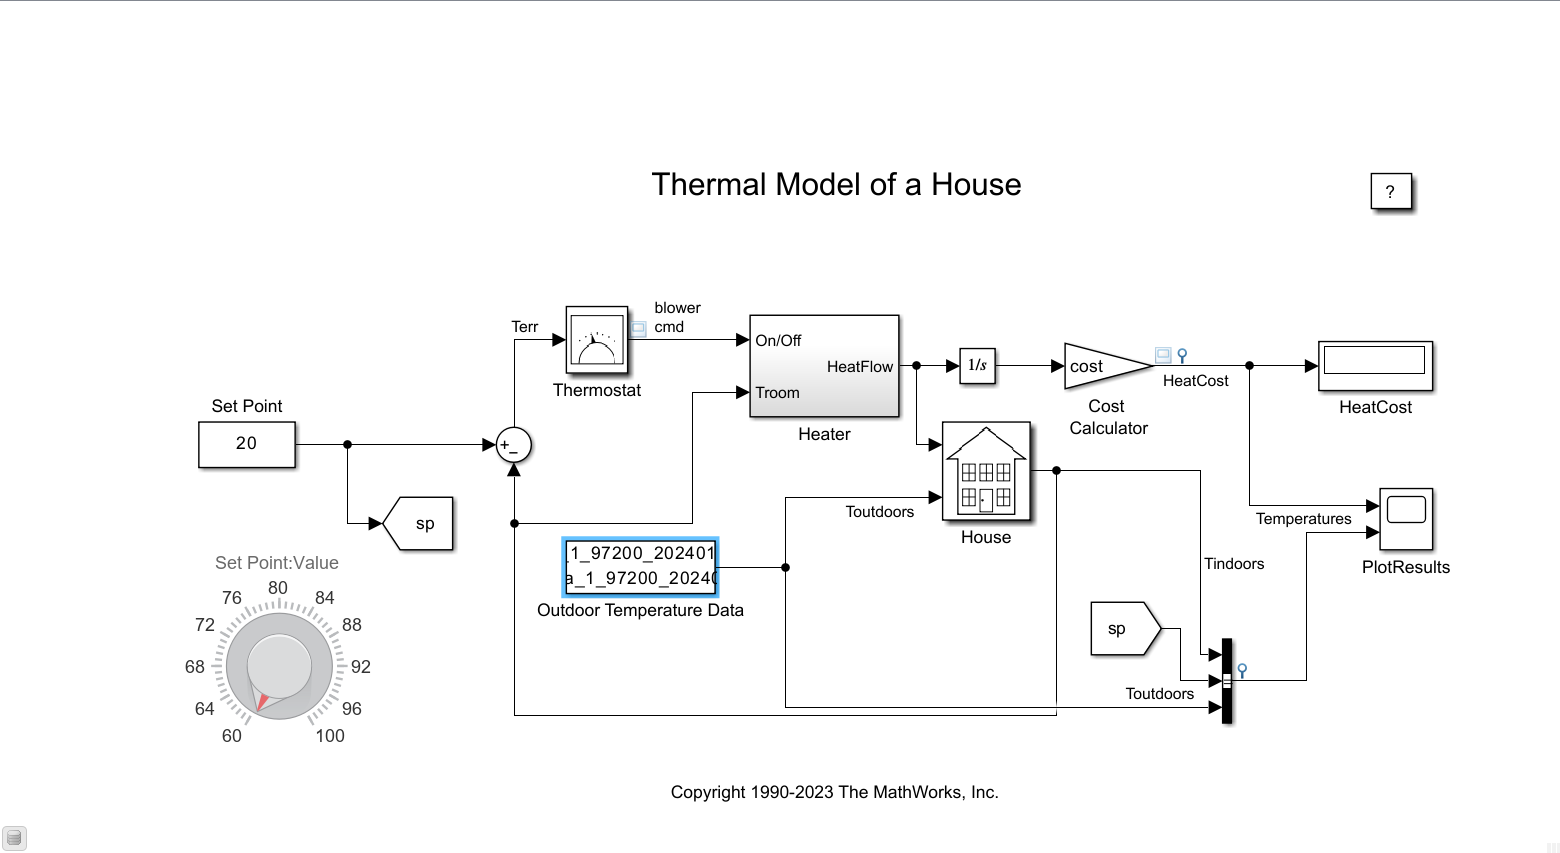 Thermal Model of a House
?
blower
cmd
Terr
On/Off
HeatFlow
Troom
Thermostat
Heater
1/s
cost
HeatCost
Cost
Calculator
HeatCost
Set Point
20
+
_
sp
Toutdoors
House
Temperatures
PlotResults
Tindoors
1_97200_202401
a_1_97200_2024
Outdoor Temperature Data
Set Point:Value
80
76
84
72
88
68
92
64
96
60
100
sp
Toutdoors
Copyright 1990-2023 The MathWorks, Inc.